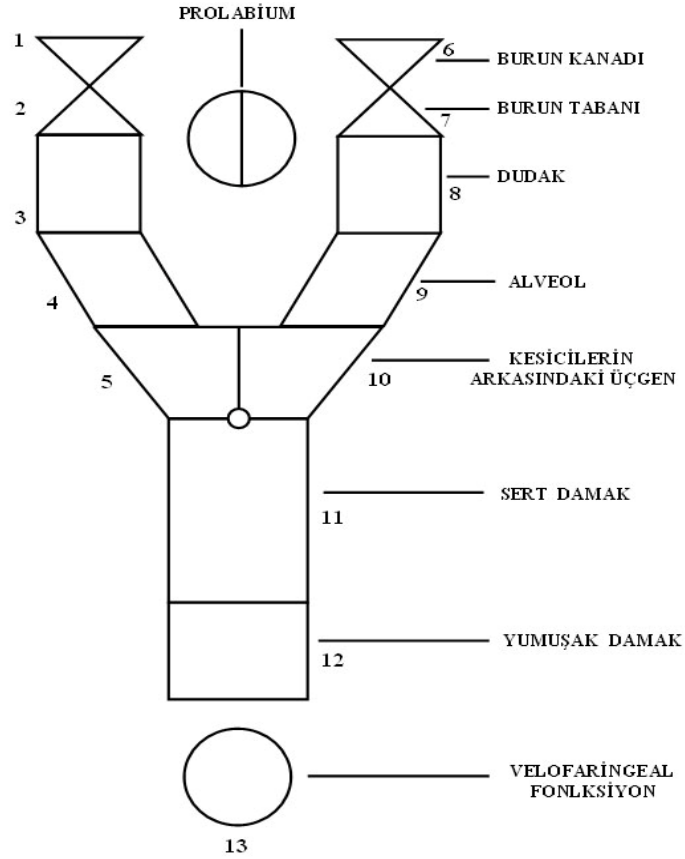 PROLABİUM
1
6
BURUN KANADI
2
7
BURUN TABANI
8
DUDAK
3
4
9
ALVEOL
5
10
KESİCİLERİN
ARKASINDAKİ ÜÇGEN
11
SERT DAMAK
12
YUMUŞAK DAMAK
VELOFARİNGEAL
FONLKSİYON
13